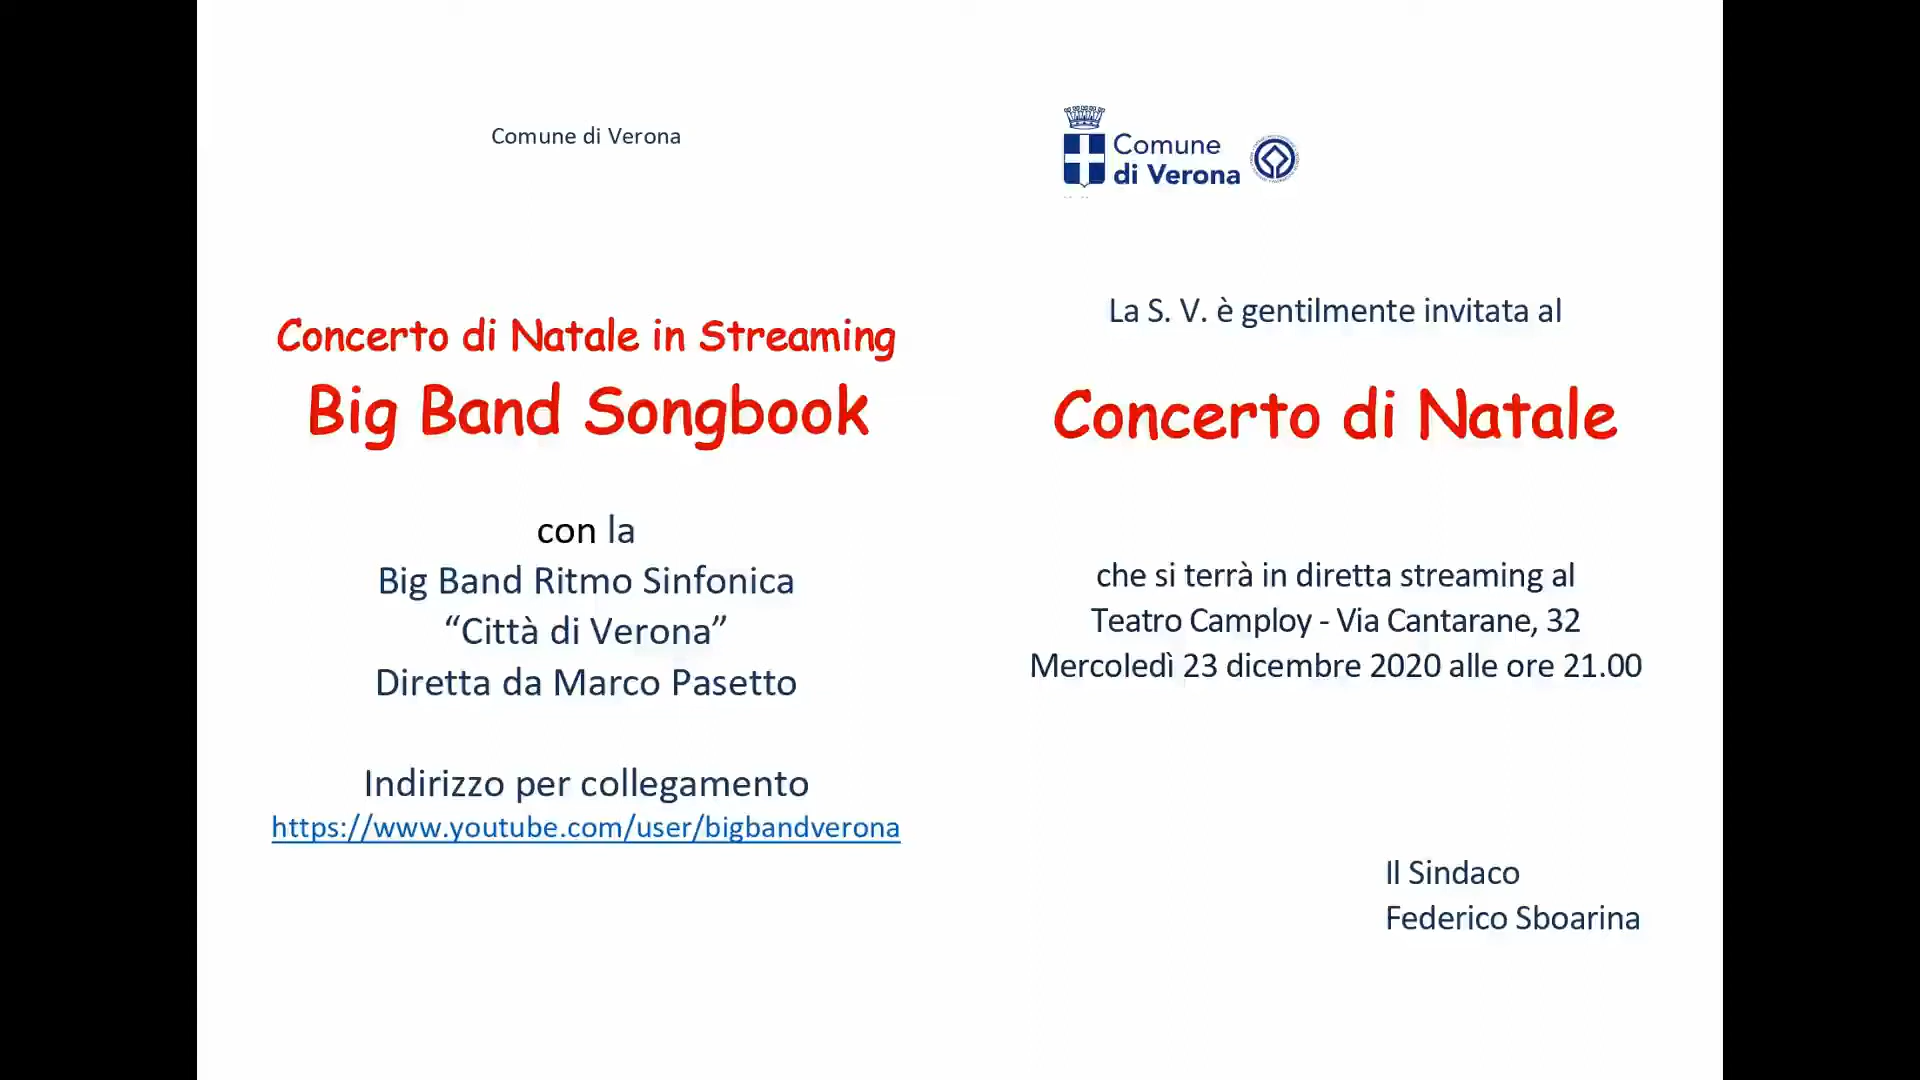 Comune di Verona
Concerto di Natale in Streaming
Big Band Songbook
con la
Big Band Ritmo Sinfonica
“Città di Verona”
Diretta da Marco Pasetto
Indirizzo per collegamento
https://www.youtube.com/user/bigbandverona
Comune
di Verona
La S. V. è gentilmente invitata al
Concerto di Natale
che si terrà in diretta streaming al
Teatro Camploy - Via Cantarane, 32
Mercoledì 23 dicembre 2020 alle ore 21.00
Il Sindaco
Federico Sboarina